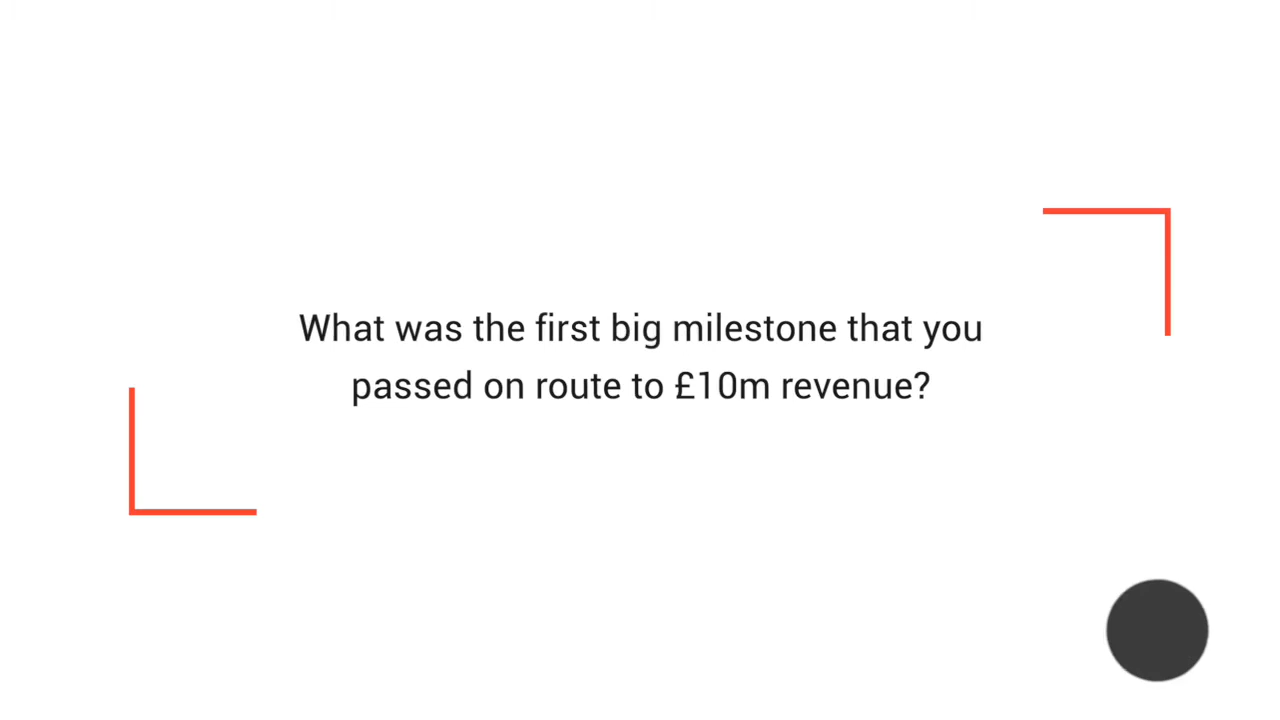 What was the first big milestone that you
passed on route to £10m revenue?